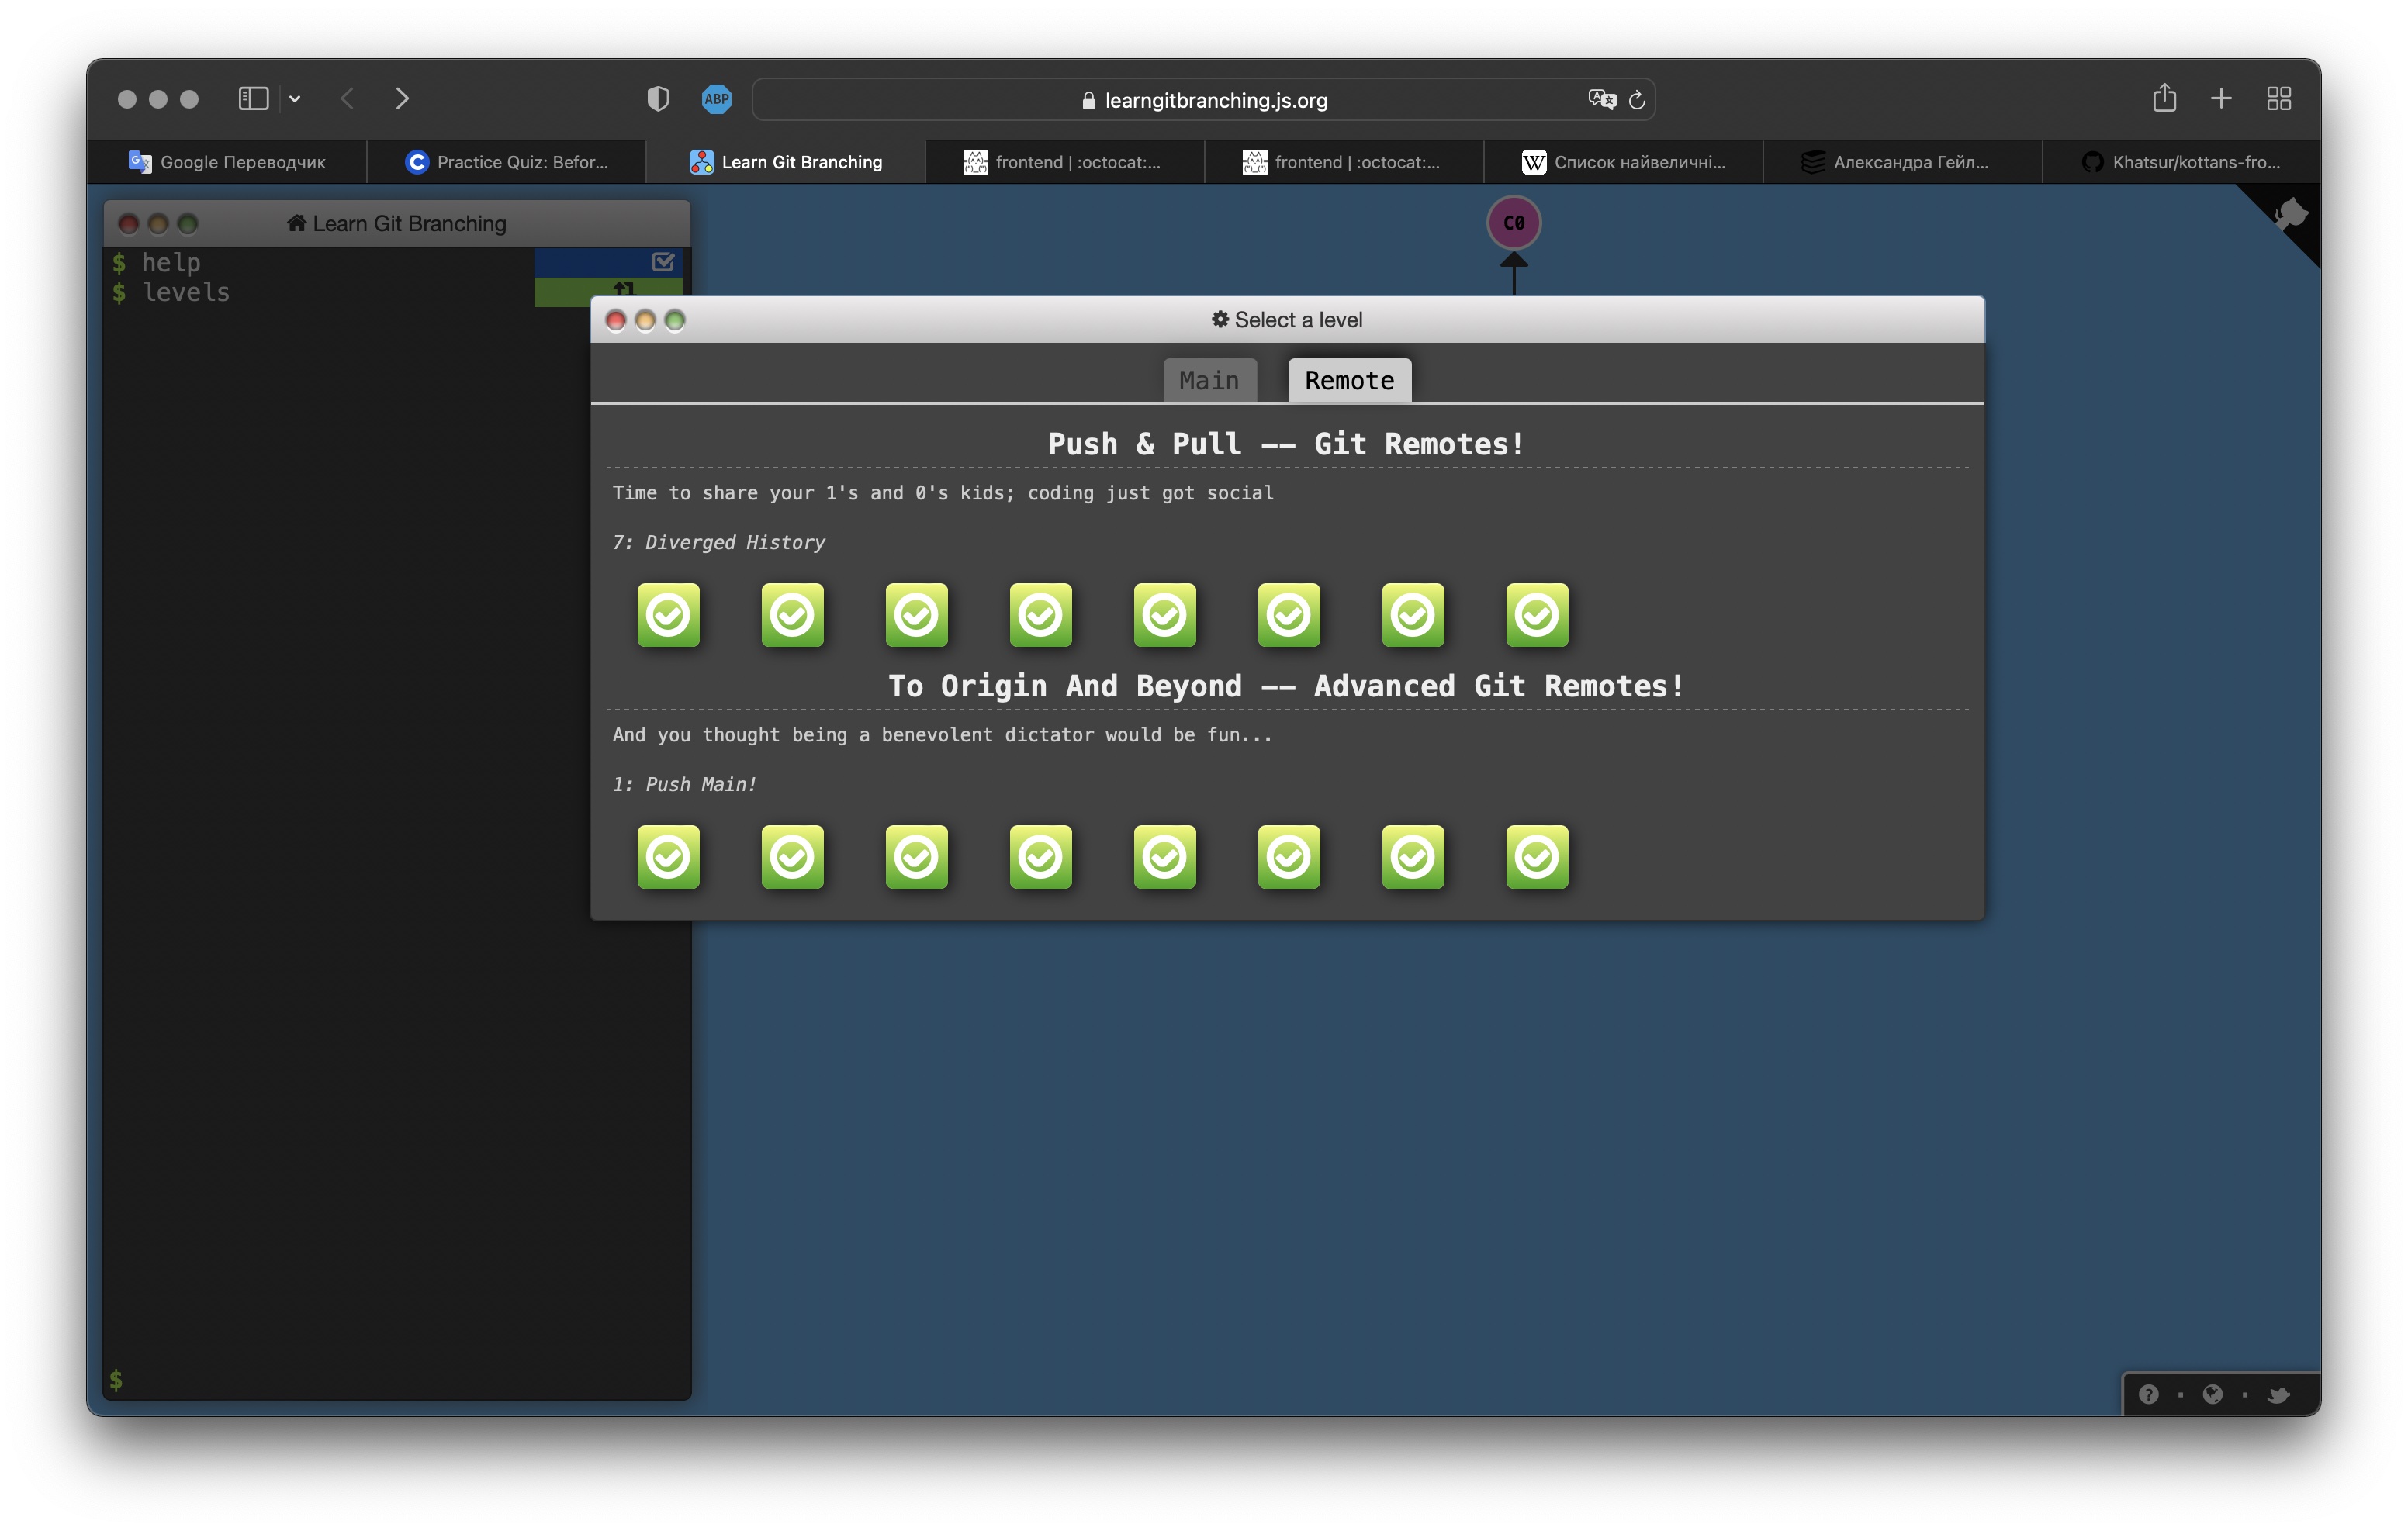 ABP
learngitbranching.js.org
Google Переводчик
Practice Quiz: Befor...
Learn Git Branching
frontend | :octocat:...
frontend | :octocat:...
W
Список найвеличні...
Александра Гейл...
Khatsur/kottans-fro...
Learn Git Branching
C0
$ help
$ levels
Select a level
Main
Remote
Push & Pull -- Git Remotes!
Time to share your 1's and 0's kids; coding just got social
7: Diverged History
To Origin And Beyond -- Advanced Git Remotes!
And you thought being a benevolent dictator would be fun...
1: Push Main!
$